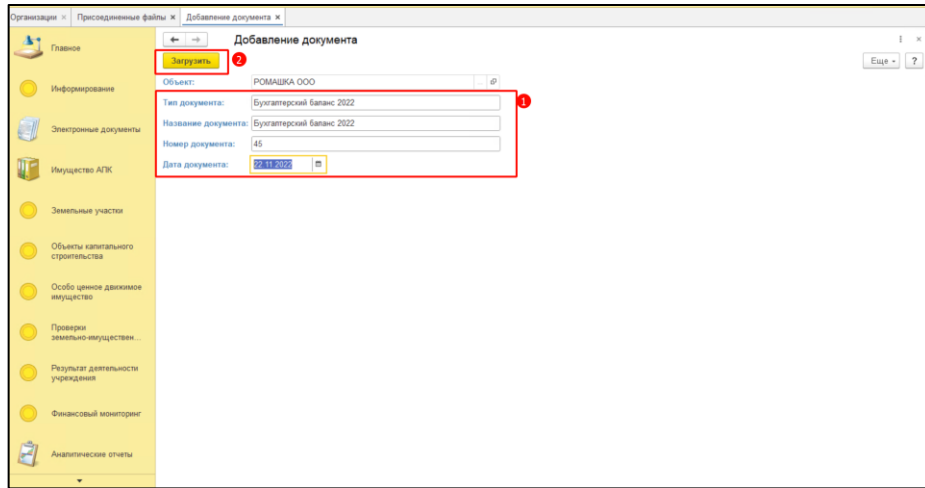 Организации × Присоединенные файлы × Добавление документа ×
Главное
Информирование
Электронные документы
Имущество АПК
Земельные участки
Объекты капитального
строительства
Особо ценное движимое
имущество
Проверки
земельно-имуществен...
Результат деятельности
учреждения
Финансовый мониторинг
Аналитические отчеты
Добавление документа
Загрузить 2 Еще ?
Объект: РОМАШКА ООО ...
1
Тип документа: Бухгалтерский баланс 2022
Название документа: Бухгалтерский баланс 2022
Номер документа: 45
Дата документа: 22.11.2022